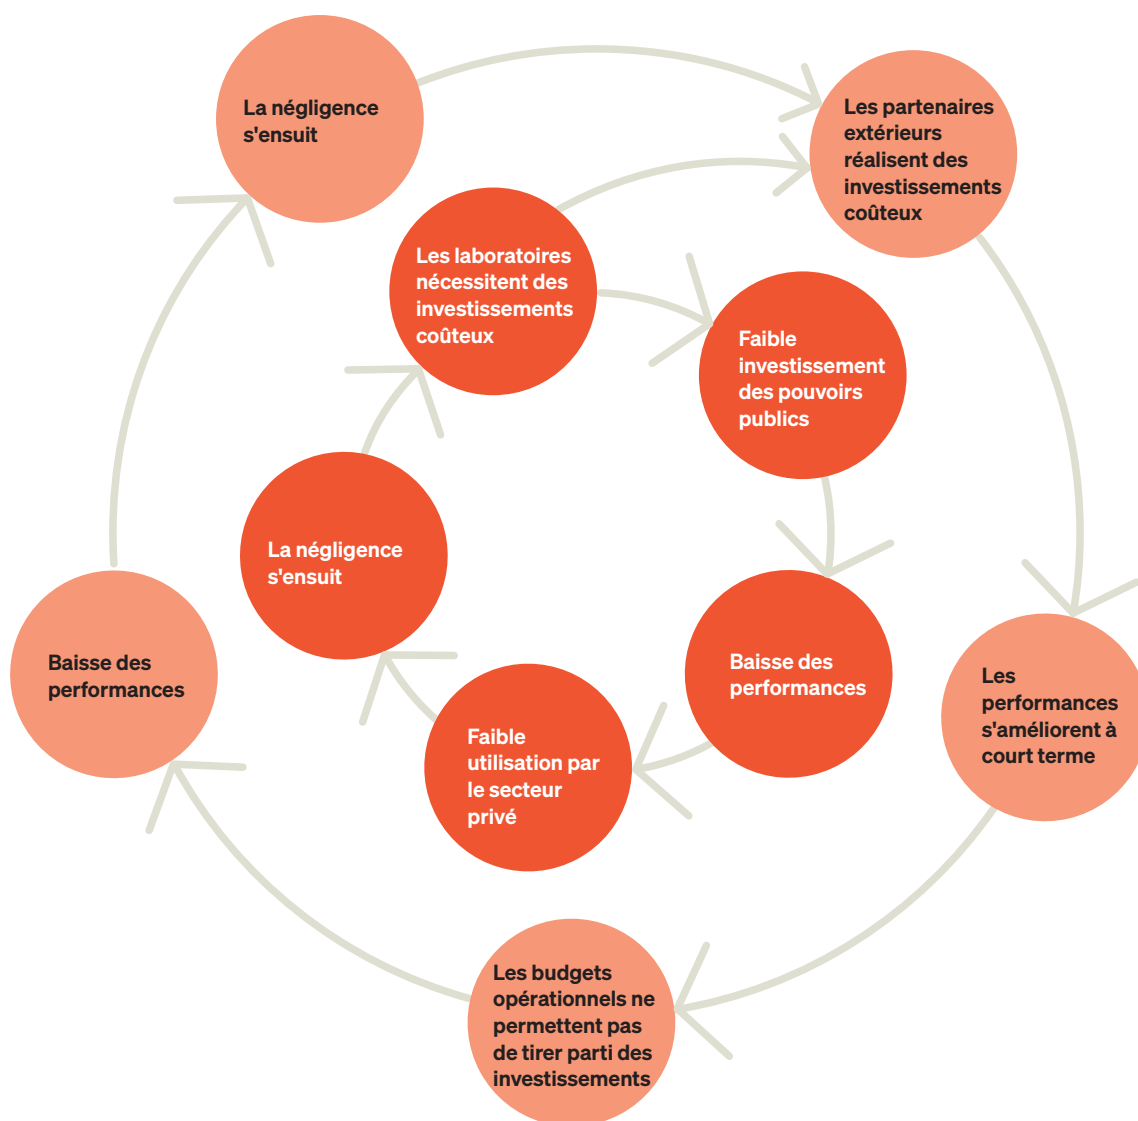 La négligence
s'ensuit
Les partenaires
extérieurs
réalisent des
investissements
coûteux
Les laboratoires
nécessitent des
investissements
coûteux
Faible
investissement
des pouvoirs
publics
La négligence
s'ensuit
Baisse des
performances
Baisse des
performances
Les
performances
s'améliorent à
court terme
Faible
utilisation par
le secteur
privé
Les budgets
opérationnels ne
permettent pas
de tirer parti des
investissements